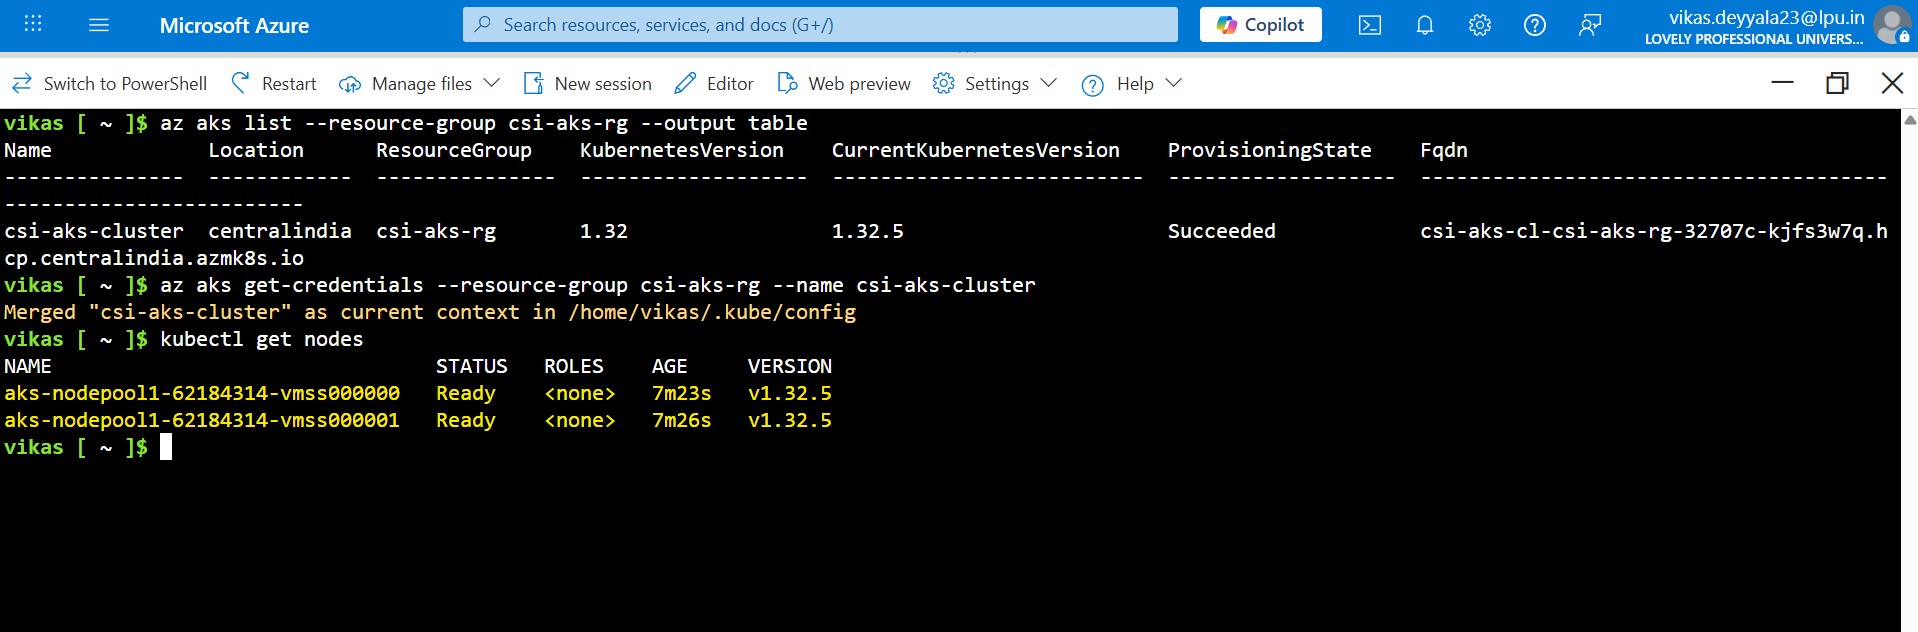 Microsoft Azure
Search resources, services, and docs (G+/)
Copilot
vikas.deyyala23@lpu.in
LOVELY PROFESSIONAL UNIVERS...
Switch to PowerShell Restart Manage files New session Editor Web preview Settings Help
vikas [ ~ ]$ az aks list --resource-group csi-aks-rg --output table
Name Location ResourceGroup KubernetesVersion CurrentKubernetesVersion ProvisioningState Fqdn
--------------- ------------ --------------- ------------------- -------------------------- ------------------- ---------------------------------------
-------------------------
csi-aks-cluster centralindia csi-aks-rg 1.32 1.32.5 Succeeded csi-aks-cl-csi-aks-rg-32707c-kjfs3w7q.h
cp.centralindia.azmk8s.io
vikas [ ~ ]$ az aks get-credentials --resource-group csi-aks-rg --name csi-aks-cluster
Merged "csi-aks-cluster" as current context in /home/vikas/.kube/config
vikas [ ~ ]$ kubectl get nodes
NAME STATUS ROLES AGE VERSION
aks-nodepool1-62184314-vmss000000 Ready <none> 7m23s v1.32.5
aks-nodepool1-62184314-vmss000001 Ready <none> 7m26s v1.32.5
vikas [ ~ ]$